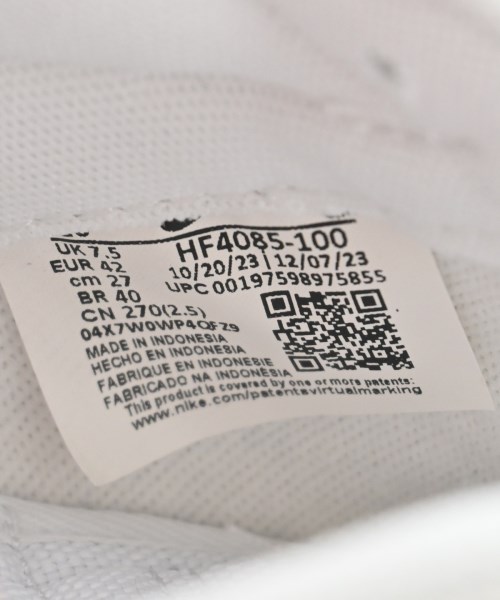 HF4085-100
UK 7.5
10/20/23 | 12/07/23
EUR 42
UPC 00197598975855
cm 27
BR 40
CN 270(2.5)
04X7W0WP4QFZ9
MADE IN INDONESIA
HECHO EN INDONESIA
FABRIQUE EN INDONESIE
FABRICADO NA INDONÉSIA
This product is covered by one or more patents:
www.nike.com/patentavirtualmarking